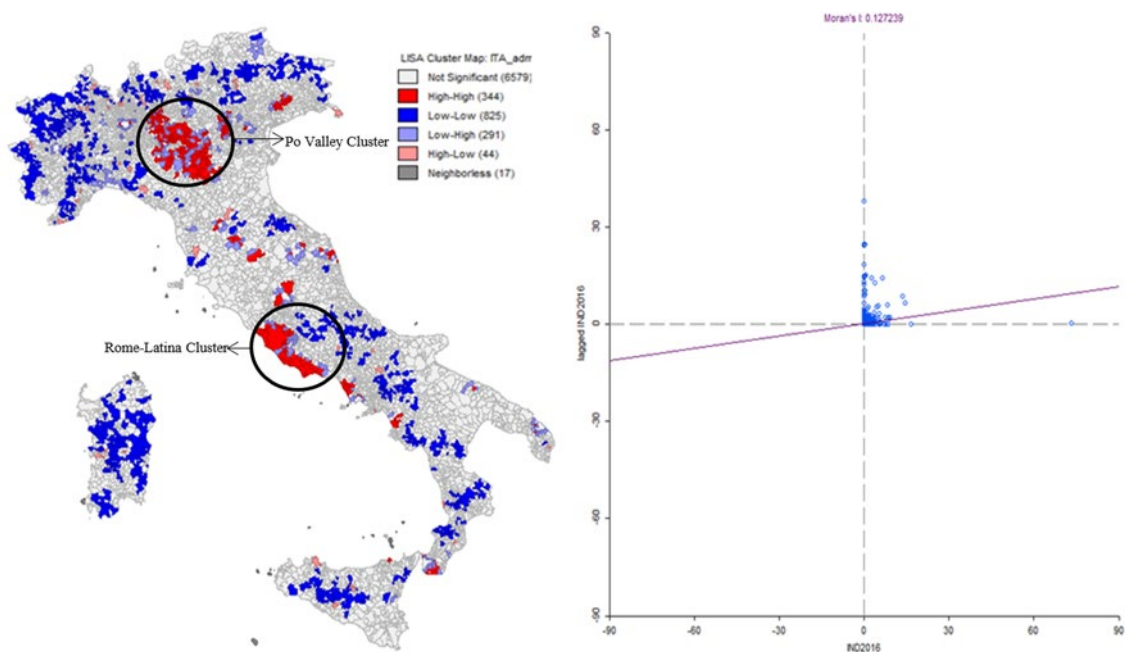 LISA Cluster Map: ITA_adm
Not Significant (6579)
High-High (344)
Low-Low (825)
Low-High (291)
High-Low (44)
Neighborless (17)
Po Valley Cluster
Rome-Latina Cluster
Moran's I: 0.127239
90
60
30
0
-30
-60
-90
lagged IND2016
-90
-60
-30
0
30
60
90
IND2016